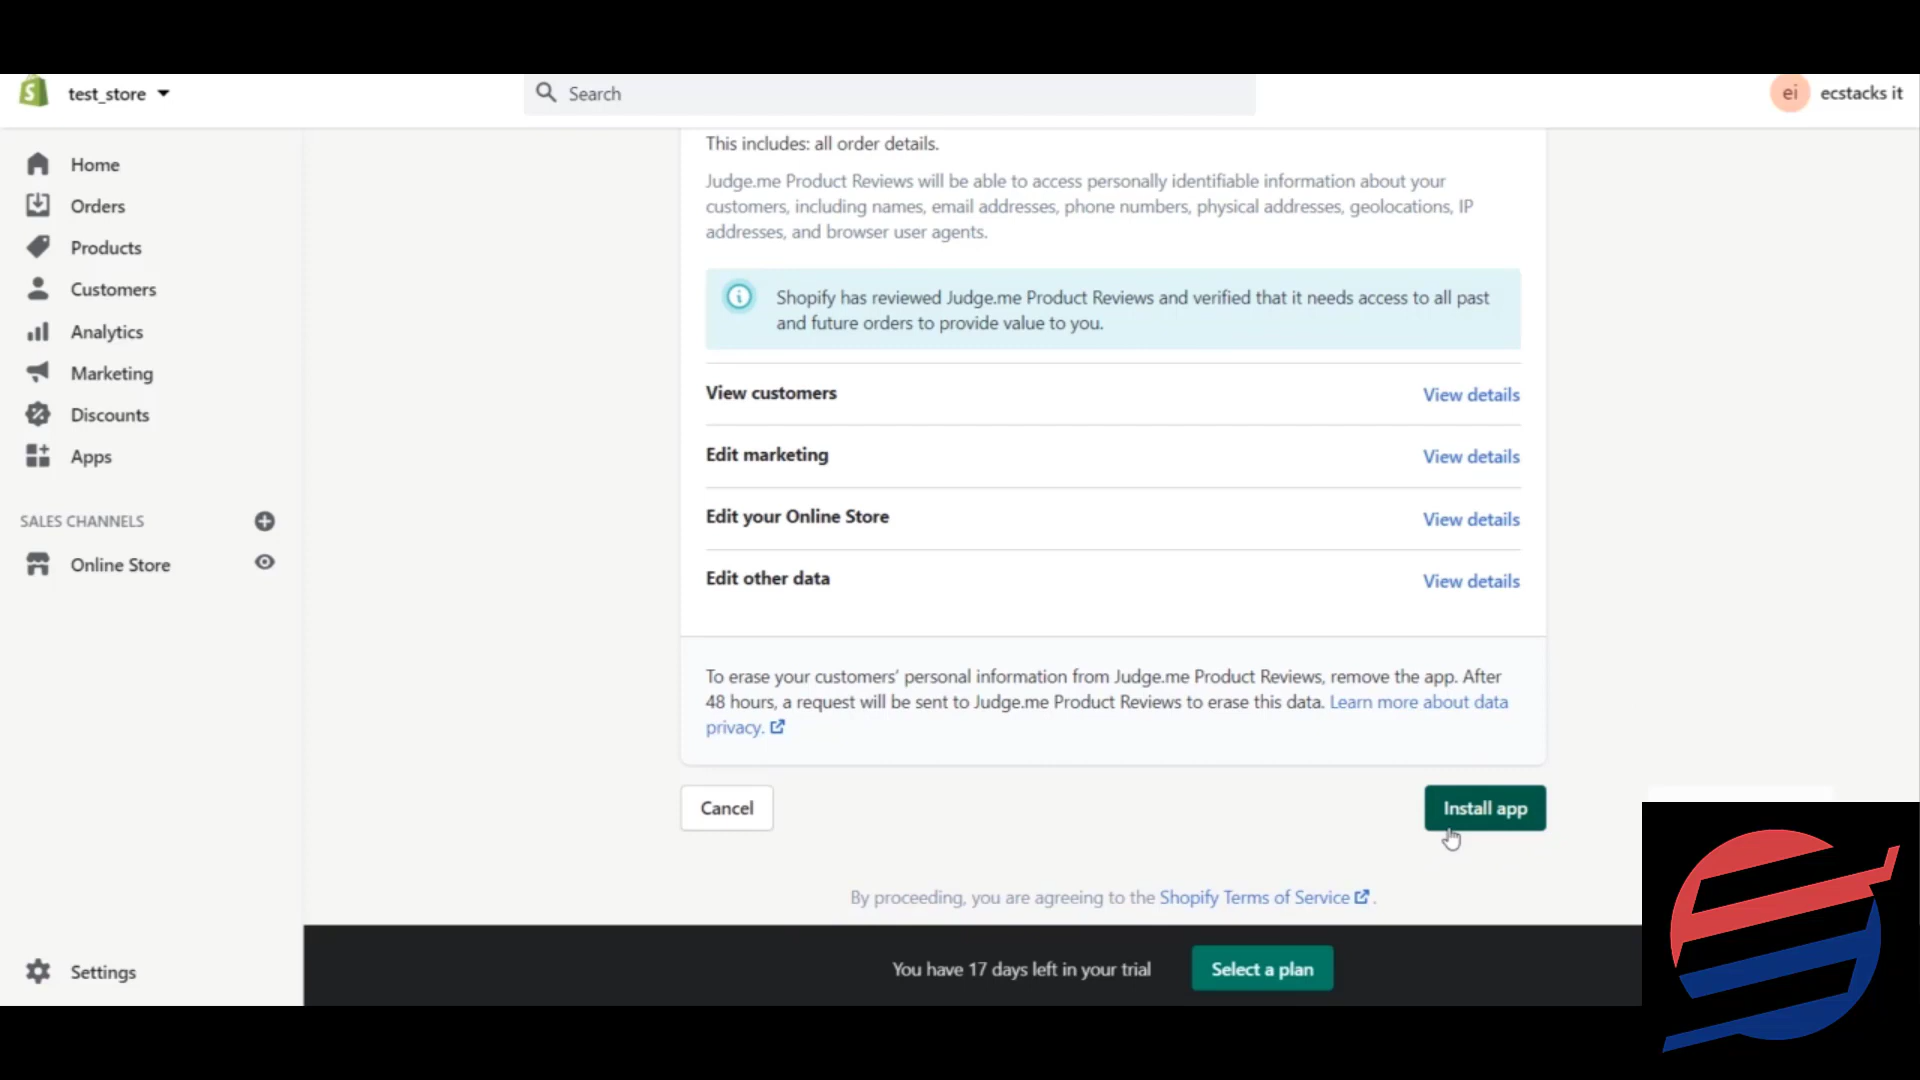 test_store
Search
ei
ecstacks it
Home
Orders
Products
Customers
Analytics
Marketing
Discounts
Apps
SALES CHANNELS
Online Store
Settings
This includes: all order details.
Judge.me Product Reviews will be able to access personally identifiable information about your
customers, including names, email addresses, phone numbers, physical addresses, geolocations, IP
addresses, and browser user agents.
Shopify has reviewed Judge.me Product Reviews and verified that it needs access to all past
and future orders to provide value to you.
View customers View details
Edit marketing View details
Edit your Online Store View details
Edit other data View details
To erase your customers' personal information from Judge.me Product Reviews, remove the app. After
48 hours, a request will be sent to Judge.me Product Reviews to erase this data. Learn more about data
privacy.
Cancel
Install app
By proceeding, you are agreeing to the Shopify Terms of Service .
You have 17 days left in your trial
Select a plan